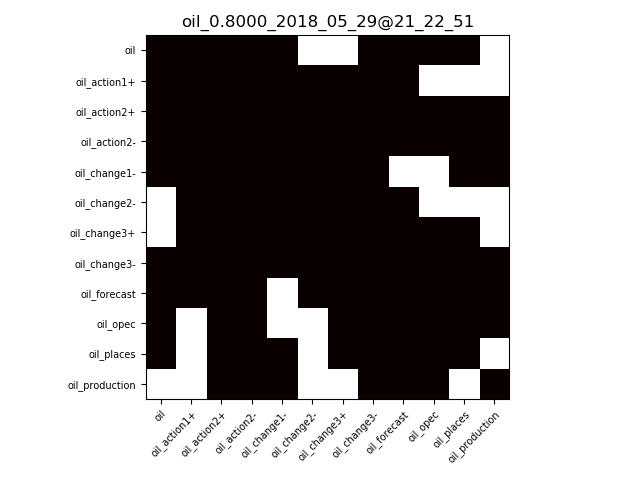 oil_0.8000_2018_05_29@21_22_51
oil
oil_action1+
oil_action2+
oil_action2-
oil_change1-
oil_change2-
oil_change3+
oil_change3-
oil_forecast
oil_opec
oil_places
oil_production
oil
oil_action1+
oil_action2+
oil_action2-
oil_change1-
oil_change2-
oil_change3+
oil_change3-
oil_forecast
oil_opec
oil_places
oil_production